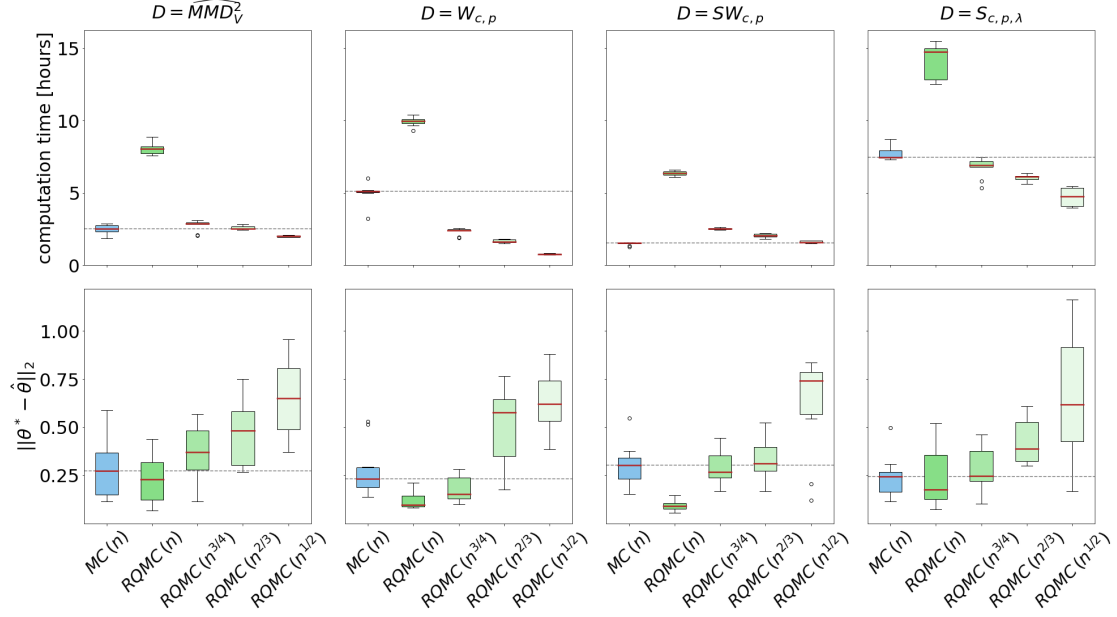 D = \widehat{MMD}^2_V
D = W_{c,p}
D = SW_{c,p}
D = S_{c,p,λ}
computation time [hours]
15
10
5
0
||θ* − θ̂||₂
1.00
0.75
0.50
0.25
MC (n)
RQMC (n)
RQMC (n^{3/4})
RQMC (n^{2/3})
RQMC (n^{1/2})
MC (n)
RQMC (n)
RQMC (n^{3/4})
RQMC (n^{2/3})
RQMC (n^{1/2})
MC (n)
RQMC (n)
RQMC (n^{3/4})
RQMC (n^{2/3})
RQMC (n^{1/2})
MC (n)
RQMC (n)
RQMC (n^{3/4})
RQMC (n^{2/3})
RQMC (n^{1/2})